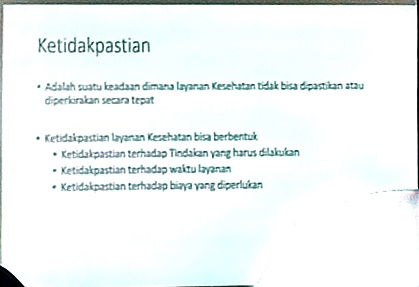 Ketidakpastian
• Adalah suatu keadaan dimana layanan Kesehatan tidak bisa dipastikan atau
diperkirakan secara tepat
• Ketidakpastian layanan Kesehatan bisa berbentuk
• Ketidakpastian terhadap Tindakan yang harus dilakukan
• Ketidakpastian terhadap waktu layanan
• Ketidakpastian terhadap biaya yang diperlukan